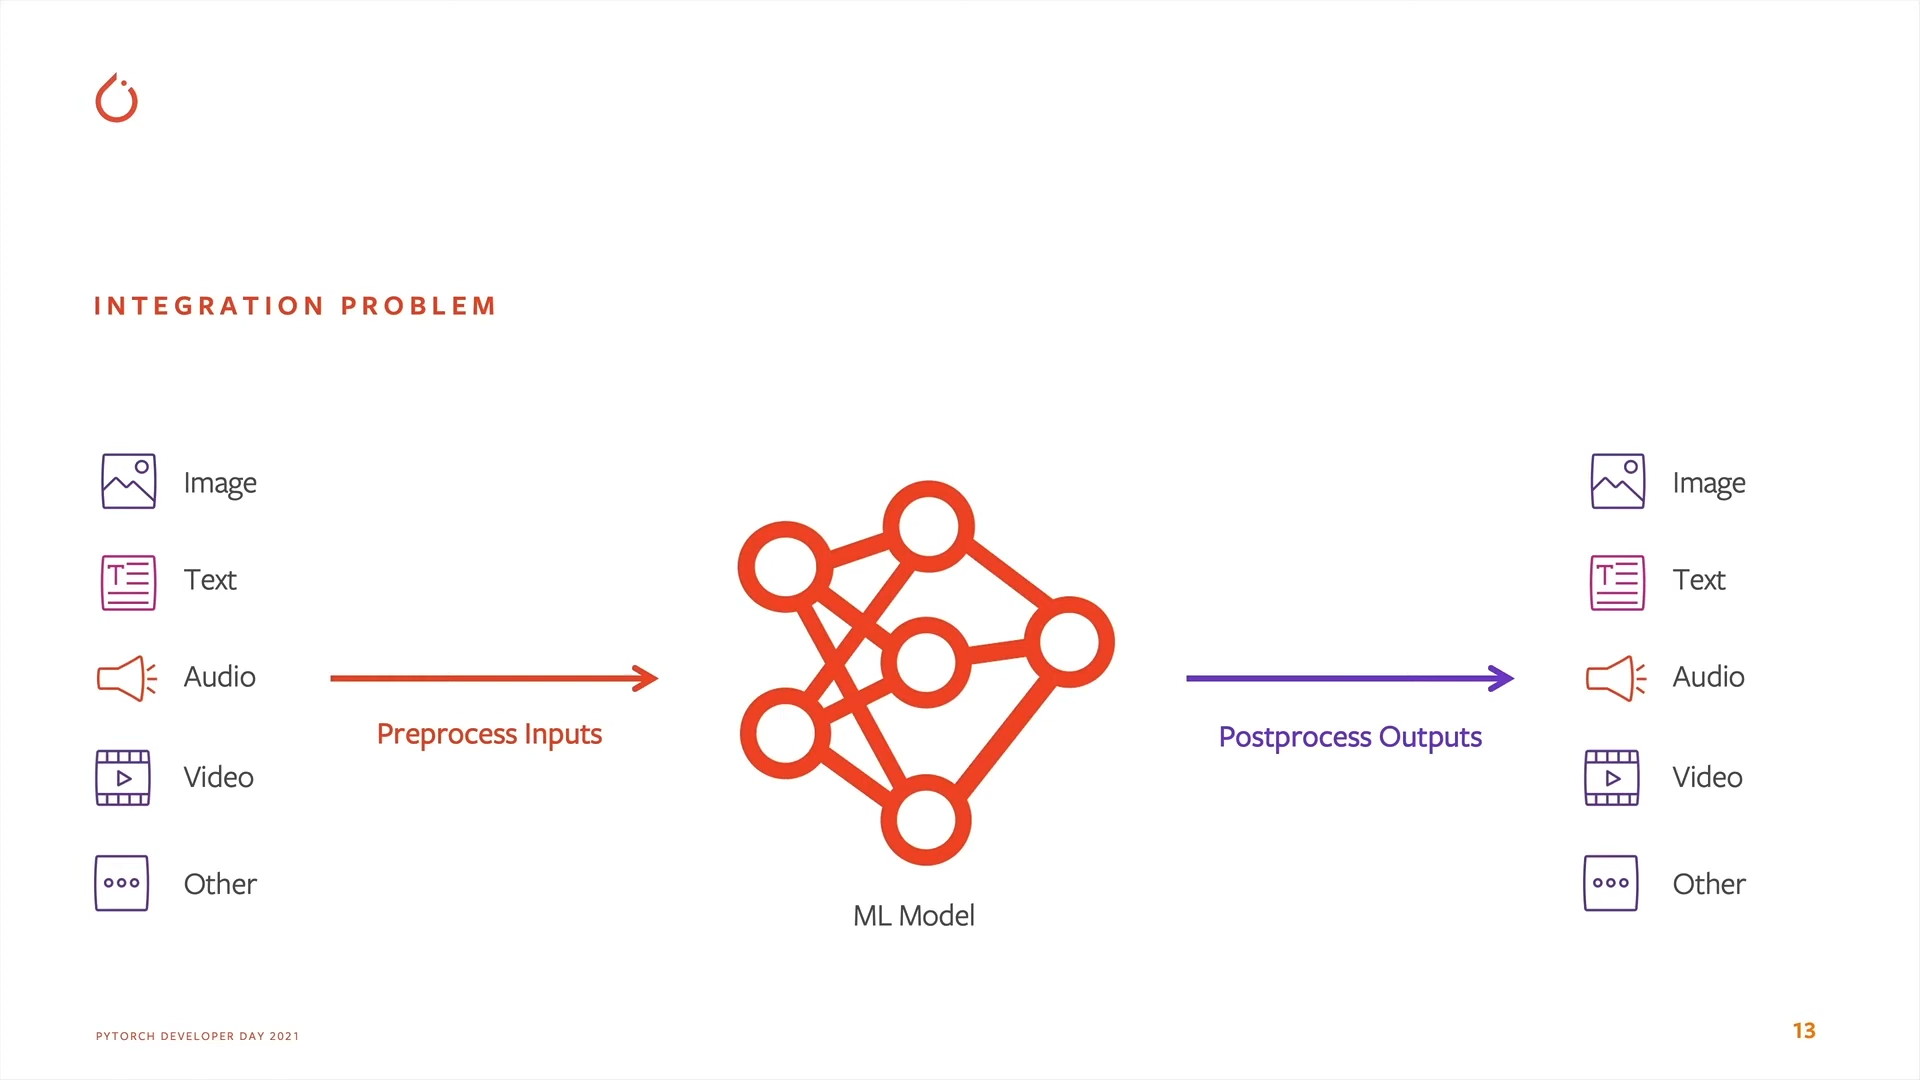 INTEGRATION PROBLEM
Image
Text
Audio
Video
Other
Preprocess Inputs
ML Model
Postprocess Outputs
Image
Text
Audio
Video
Other
PYTORCH DEVELOPER DAY 2021
13